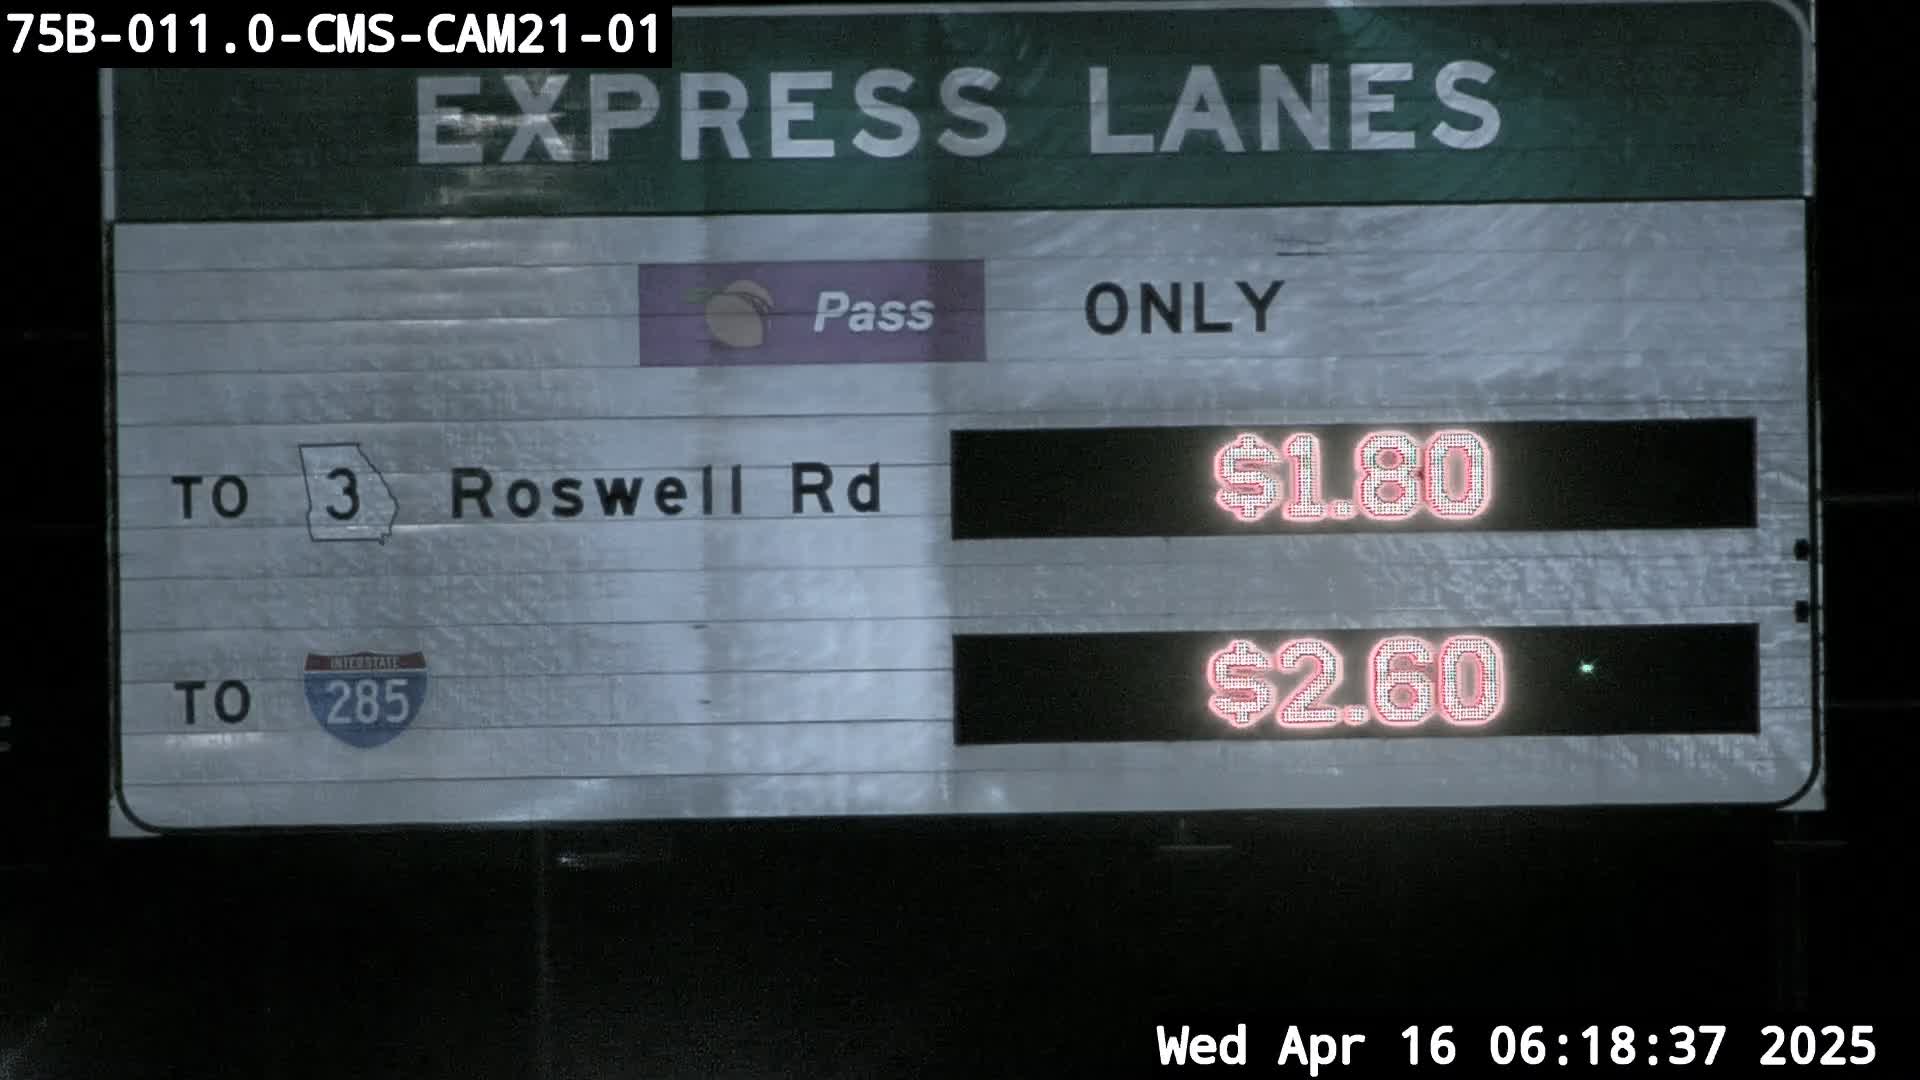 75B-011.0-CMS-CAM21-01
EXPRESS LANES
Pass ONLY
TO 3 Roswell Rd $1.80
INTERSTATE
TO 285 $2.60
Wed Apr 16 06:18:37 2025